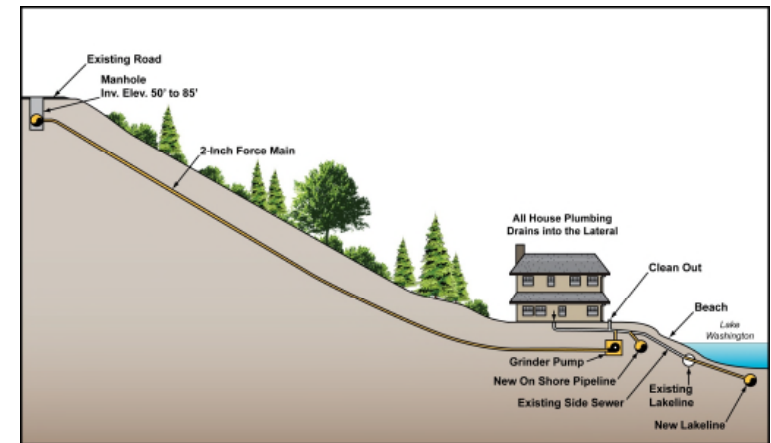 Existing Road
Manhole
Inv. Elev. 50' to 85'
2-Inch Force Main
All House Plumbing
Drains into the Lateral
Clean Out
Beach
Lake
Washington
Grinder Pump
New On Shore Pipeline
Existing Side Sewer
Existing
Lakeline
New Lakeline